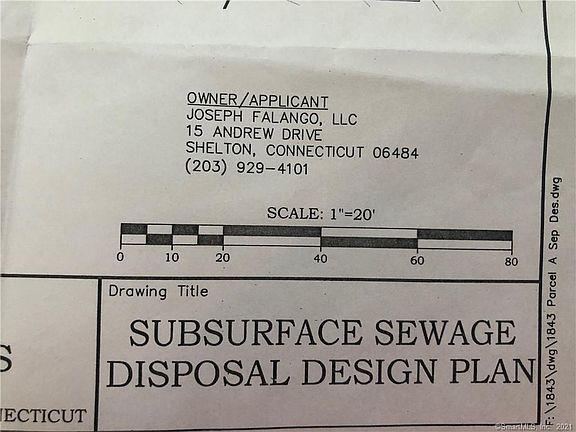 OWNER/APPLICANT
JOSEPH FALANGO, LLC
15 ANDREW DRIVE
SHELTON, CONNECTICUT 06484
(203) 929-4101
SCALE: 1"=20'
0 10 20 40 60 80
Drawing Title
SUBSURFACE SEWAGE
DISPOSAL DESIGN PLAN
S
NECTICUT
F:\1843\dwg\1843 Parcel A Sep Des.dwg
©SmartMLS, Inc. 2021